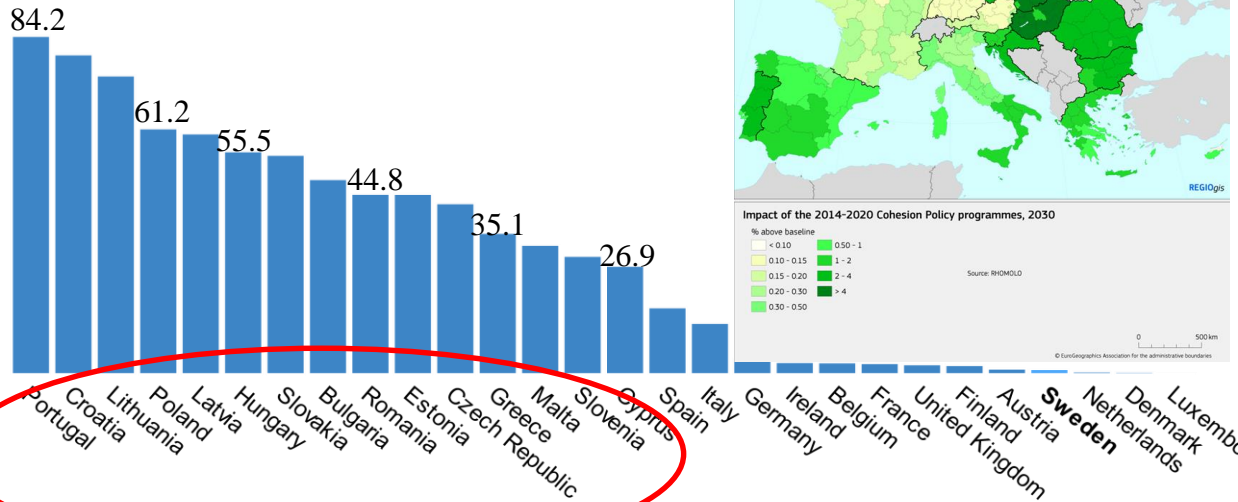 84.2
61.2
55.5
44.8
35.1
26.9
REGIOgis
Impact of the 2014-2020 Cohesion Policy programmes, 2030
% above baseline
< 0.10
0.10 - 0.15
0.15 - 0.20
0.20 - 0.30
0.30 - 0.50
0.50 - 1
1 - 2
2 - 4
> 4
Source: RHOMOLO
0 500 km
© EuroGeographics Association for the administrative boundaries
Portugal
Croatia
Lithuania
Poland
Latvia
Hungary
Slovakia
Bulgaria
Romania
Estonia
Czech Republic
Greece
Malta
Slovenia
Cyprus
Spain
Italy
Germany
Ireland
Belgium
France
United Kingdom
Finland
Austria
Sweden
Netherlands
Denmark
Luxembo